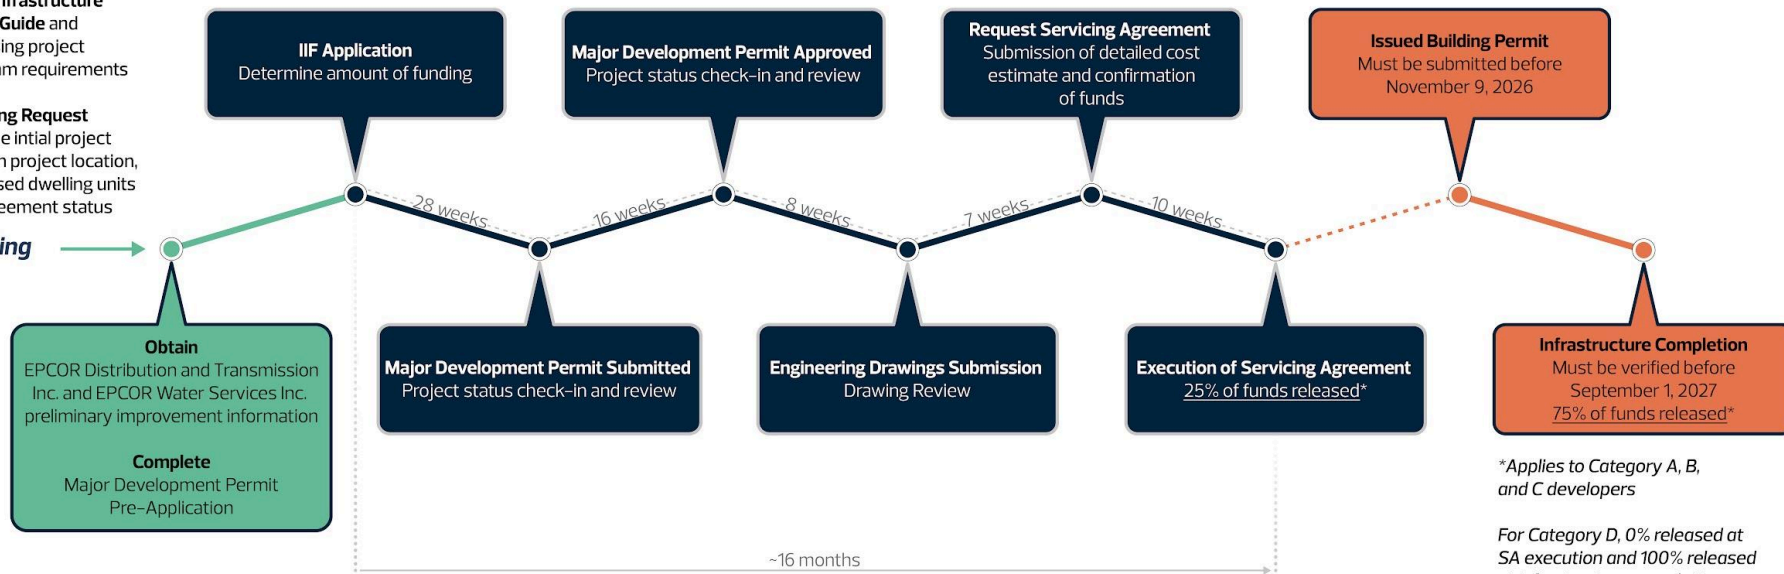 Guide and
ing project
m requirements
ng Request
e intial project
n project location,
sed dwelling units
eement status
ing
IIF Application
Determine amount of funding
Major Development Permit Approved
Project status check-in and review
Request Servicing Agreement
Submission of detailed cost
estimate and confirmation
of funds
Issued Building Permit
Must be submitted before
November 9, 2026
28 weeks
16 weeks
8 weeks
7 weeks
10 weeks
Obtain
EPCOR Distribution and Transmission
Inc. and EPCOR Water Services Inc.
preliminary improvement information
Complete
Major Development Permit
Pre-Application
Major Development Permit Submitted
Project status check-in and review
Engineering Drawings Submission
Drawing Review
Execution of Servicing Agreement
25% of funds released*
Infrastructure Completion
Must be verified before
September 1, 2027
75% of funds released*
*Applies to Category A, B,
and C developers
For Category D, 0% released at
SA execution and 100% released
~16 months